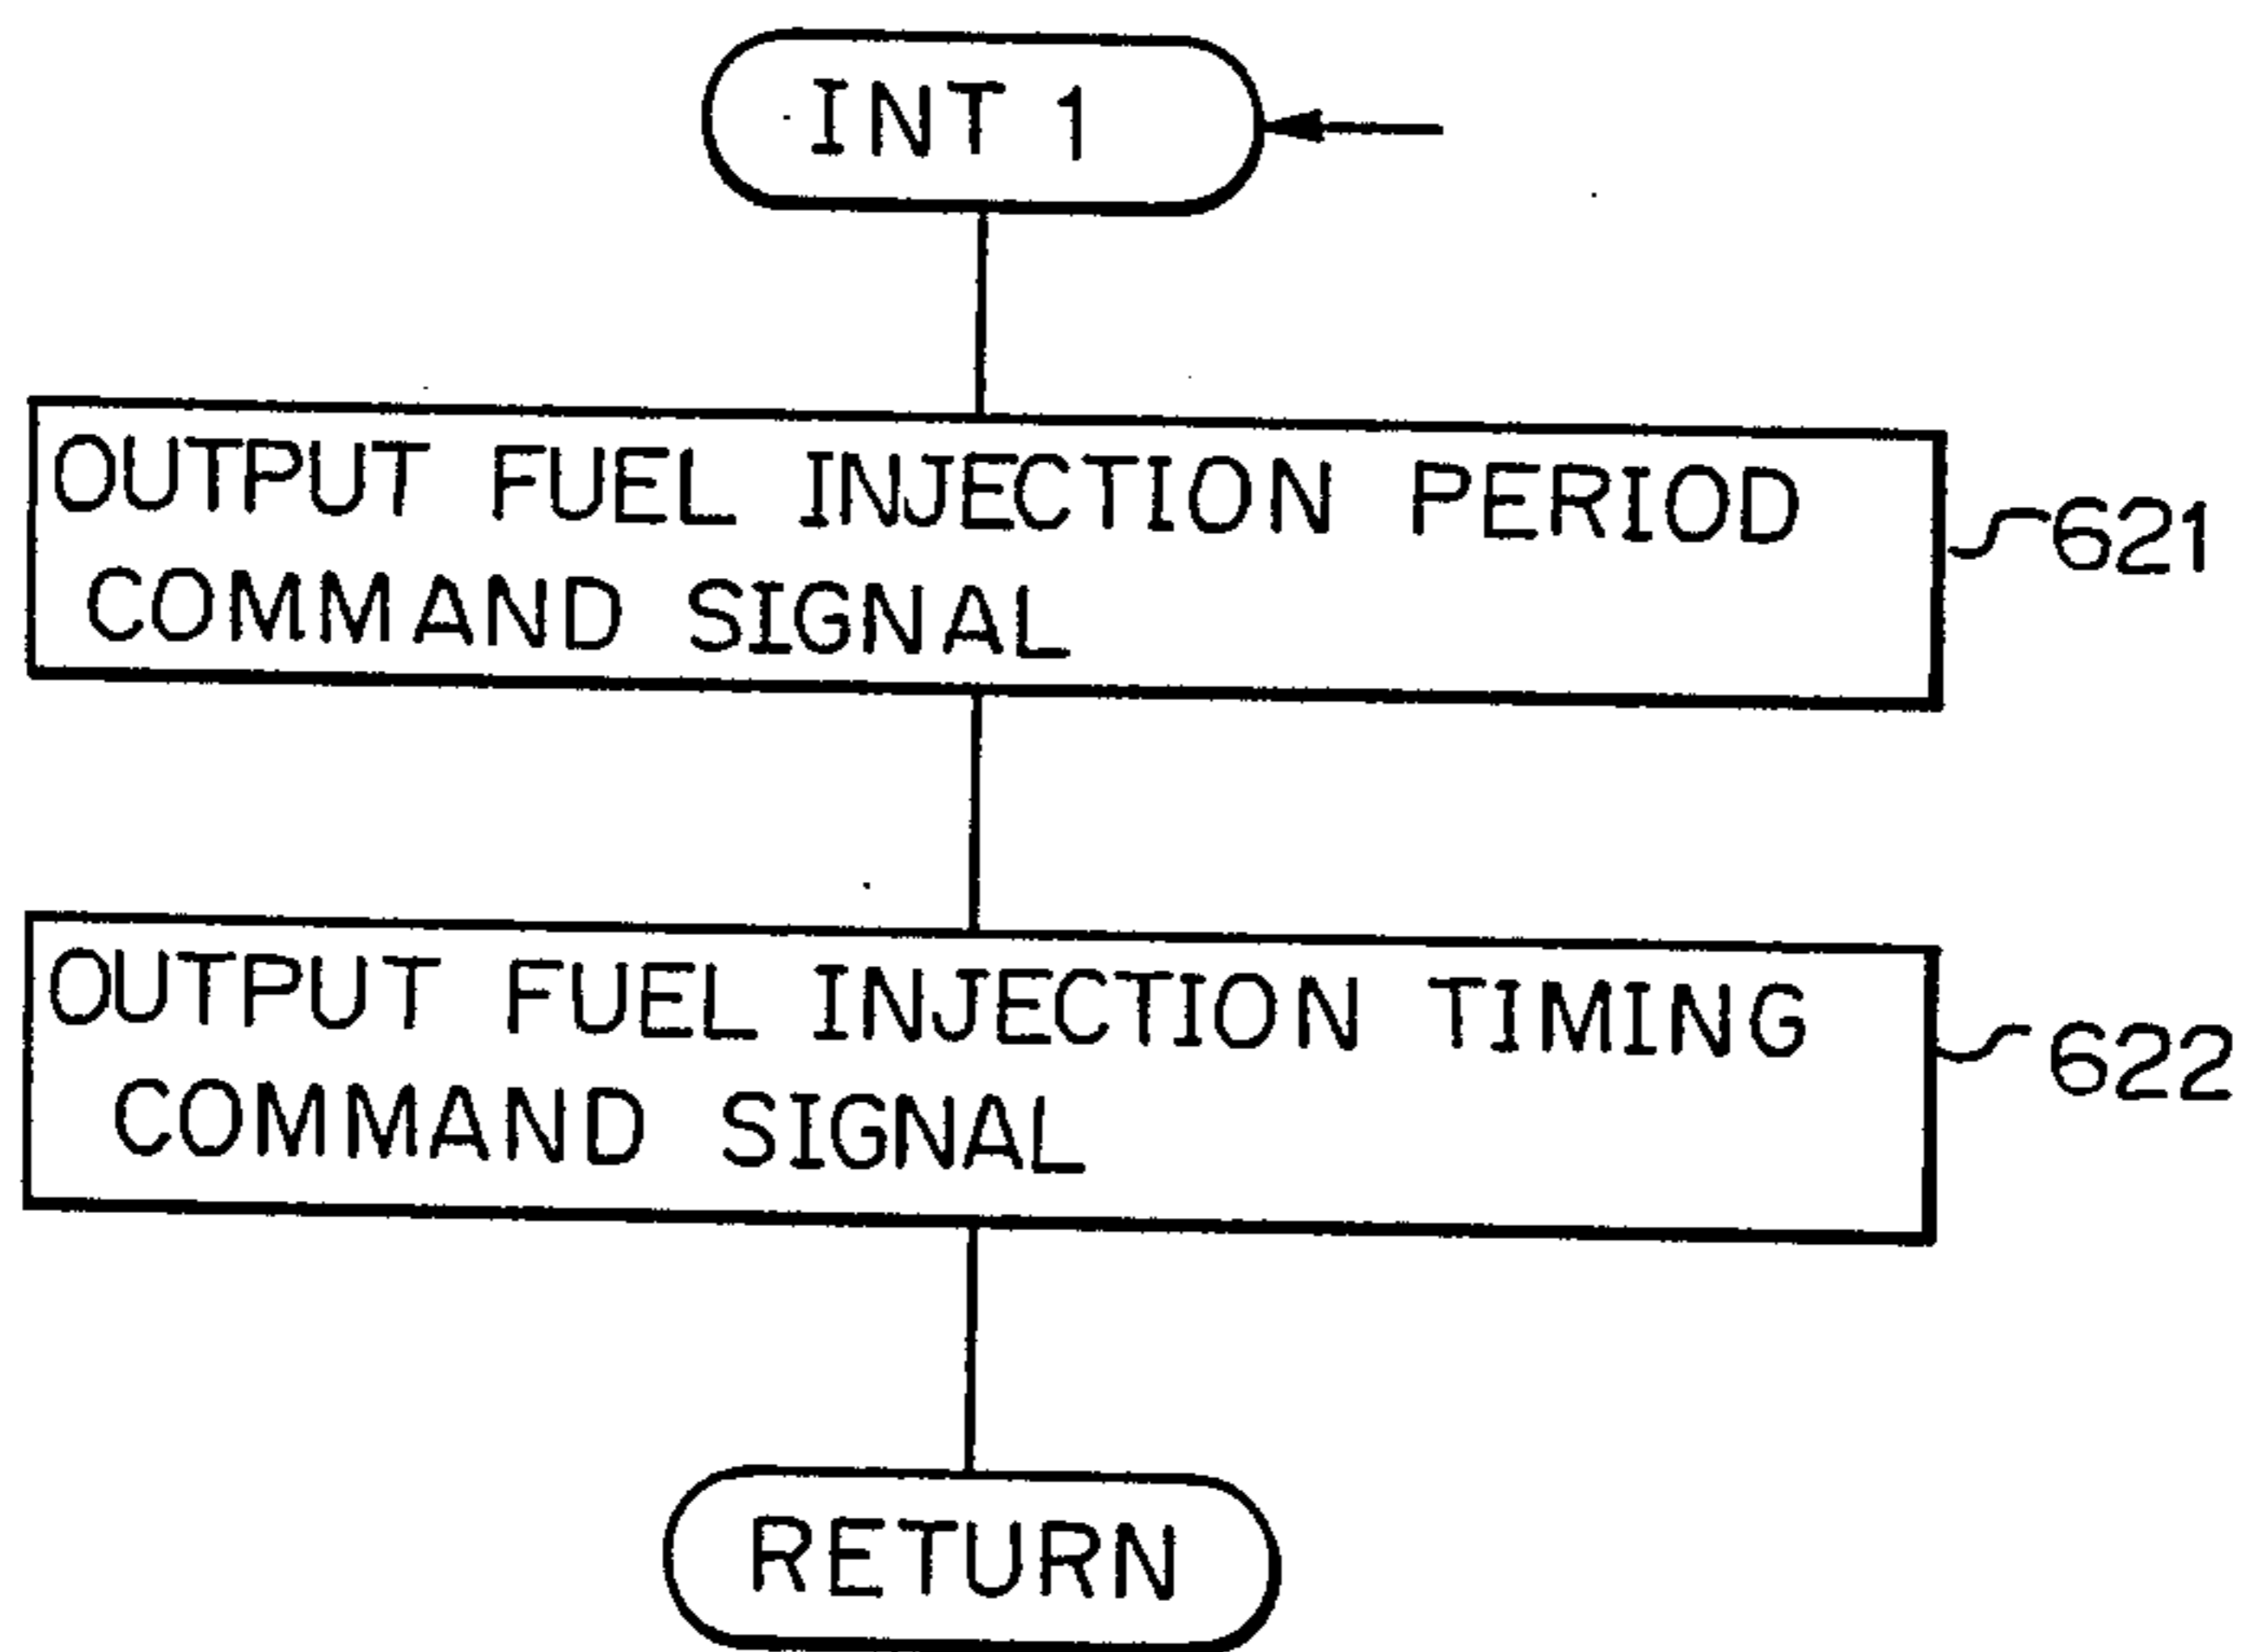 INT 1
OUTPUT FUEL INJECTION PERIOD
COMMAND SIGNAL
621
OUTPUT FUEL INJECTION TIMING
COMMAND SIGNAL
622
RETURN